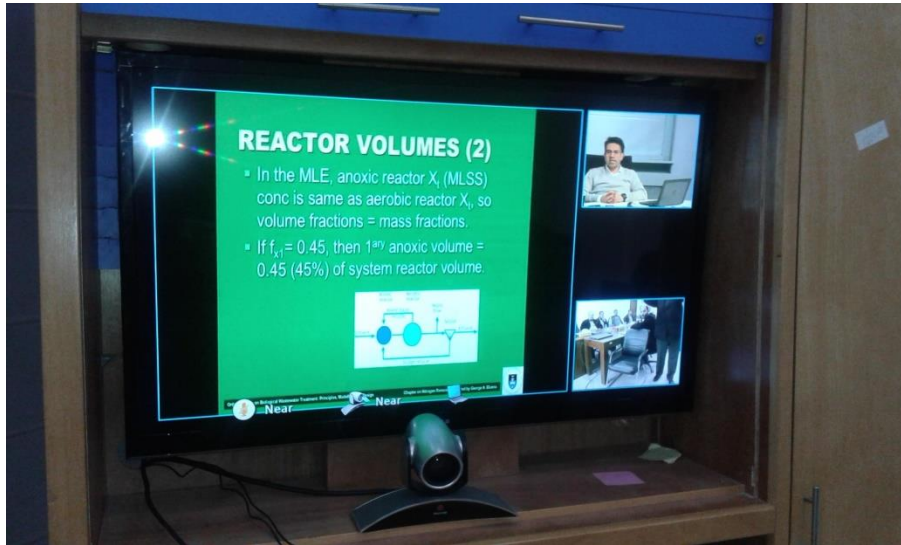 REACTOR VOLUMES (2)
▪ In the MLE, anoxic reactor Xt (MLSS)
conc is same as aerobic reactor Xt, so
volume fractions = mass fractions.
▪ If fx1= 0.45, then 1ary anoxic volume =
0.45 (45%) of system reactor volume.
Near
Near